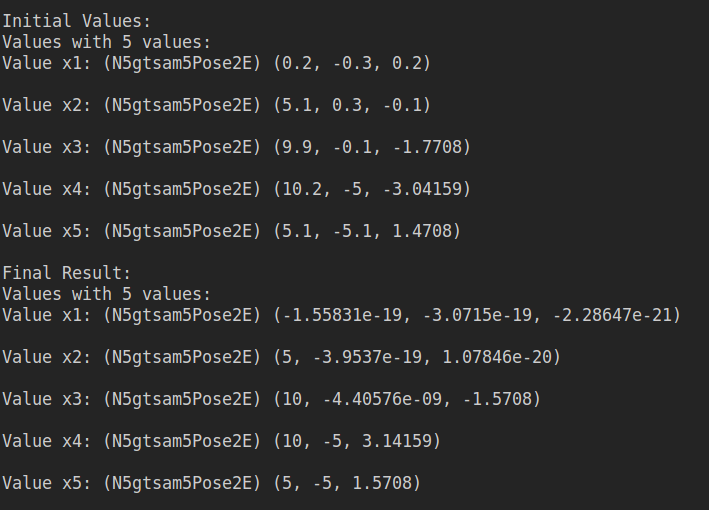 Initial Values:
Values with 5 values:
Value x1: (N5gtsam5Pose2E) (0.2, -0.3, 0.2)
Value x2: (N5gtsam5Pose2E) (5.1, 0.3, -0.1)
Value x3: (N5gtsam5Pose2E) (9.9, -0.1, -1.7708)
Value x4: (N5gtsam5Pose2E) (10.2, -5, -3.04159)
Value x5: (N5gtsam5Pose2E) (5.1, -5.1, 1.4708)
Final Result:
Values with 5 values:
Value x1: (N5gtsam5Pose2E) (-1.55831e-19, -3.0715e-19, -2.28647e-21)
Value x2: (N5gtsam5Pose2E) (5, -3.9537e-19, 1.07846e-20)
Value x3: (N5gtsam5Pose2E) (10, -4.40576e-09, -1.5708)
Value x4: (N5gtsam5Pose2E) (10, -5, 3.14159)
Value x5: (N5gtsam5Pose2E) (5, -5, 1.5708)